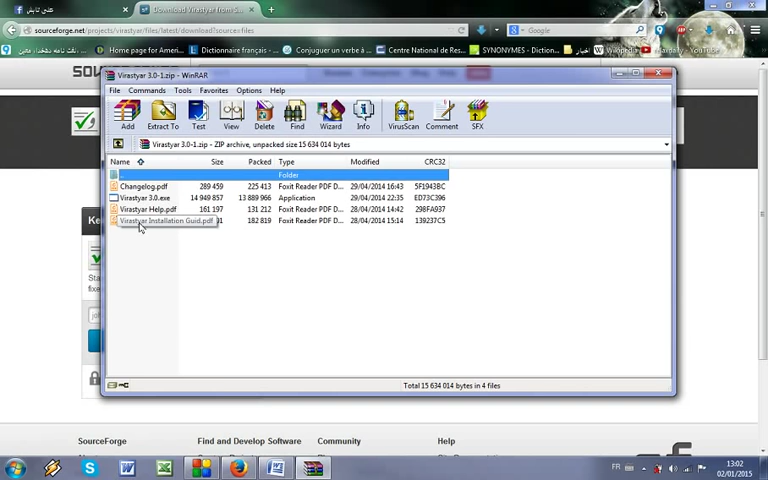 Download Virastyar from S...
sourceforge.net/projects/virastyar/files/latest/download?source=files
Google
Home page for Americ...
Dictionnaire français ...
Conjuguer un verbe à ...
Centre National de Res...
SYNONYMES - Diction...
اخبار
Wikipedia
YouTube
Virastyar 3.0-1.zip - WinRAR
File Commands Tools Favorites Options Help
Add Extract To Test View Delete Find Wizard Info VirusScan Comment SFX
Virastyar 3.0-1.zip - ZIP archive, unpacked size 15 634 014 bytes
Name Size Packed Type Modified CRC32
.. Folder
Changelog.pdf 289 459 225 413 Foxit Reader PDF D... 29/04/2014 16:43 5F1943BC
Virastyar 3.0.exe 14 949 857 13 889 966 Application 29/04/2014 22:35 ED73C396
Virastyar Help.pdf 161 197 131 212 Foxit Reader PDF D... 28/04/2014 14:42 298FA937
Virastyar Installation Guid.pdf 01 182 819 Foxit Reader PDF D... 28/04/2014 15:14 139237C5
Total 15 634 014 bytes in 4 files
SourceForge Find and Develop Software Community Help
FR 13:02
02/01/2015